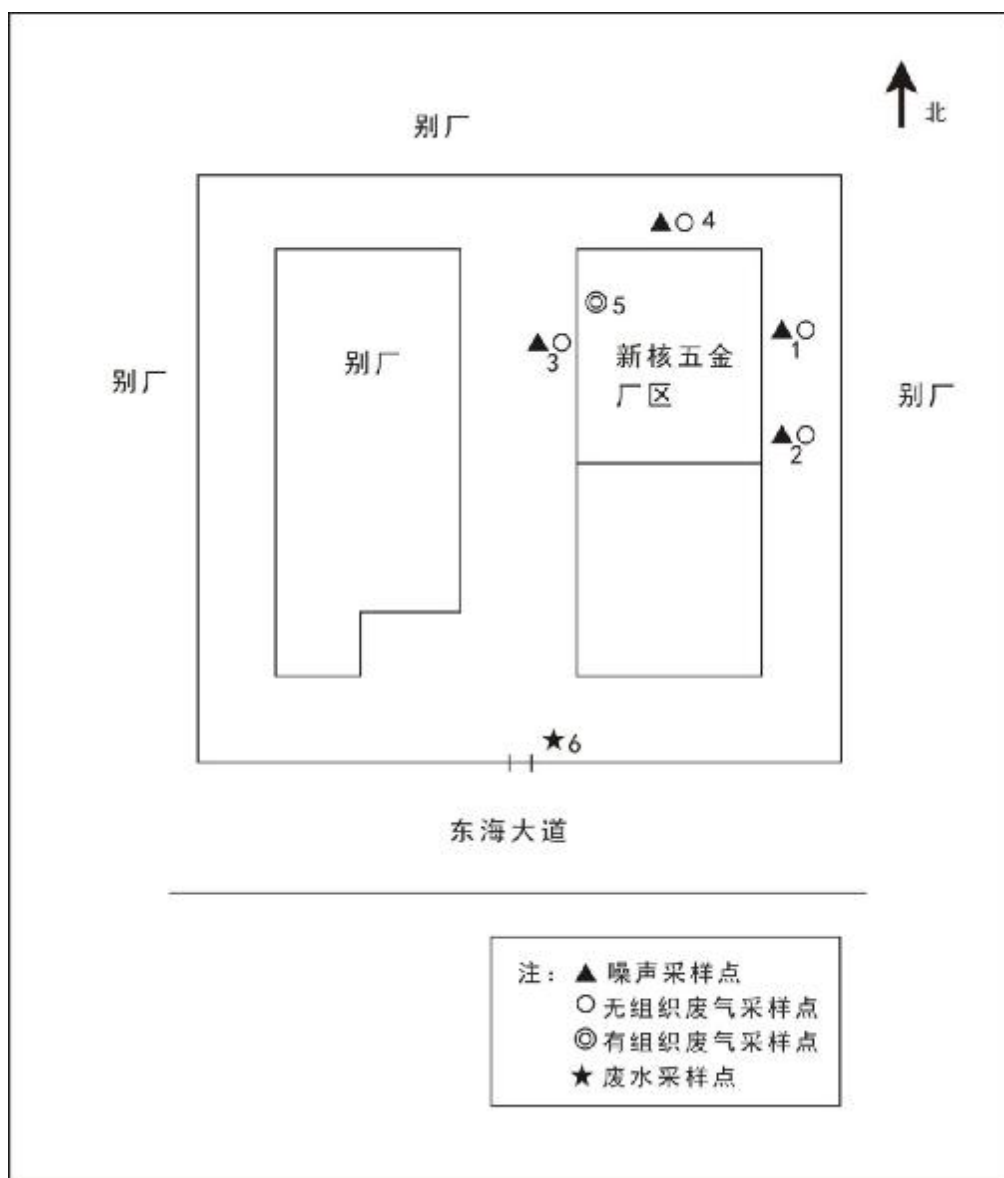 北
别厂
▲○ 4
◎5
▲○
1
▲○
3
新核五金
厂区
别厂
别厂
别厂
▲○
2
★6
东海大道
注：▲ 噪声采样点
○无组织废气采样点
◎有组织废气采样点
★ 废水采样点